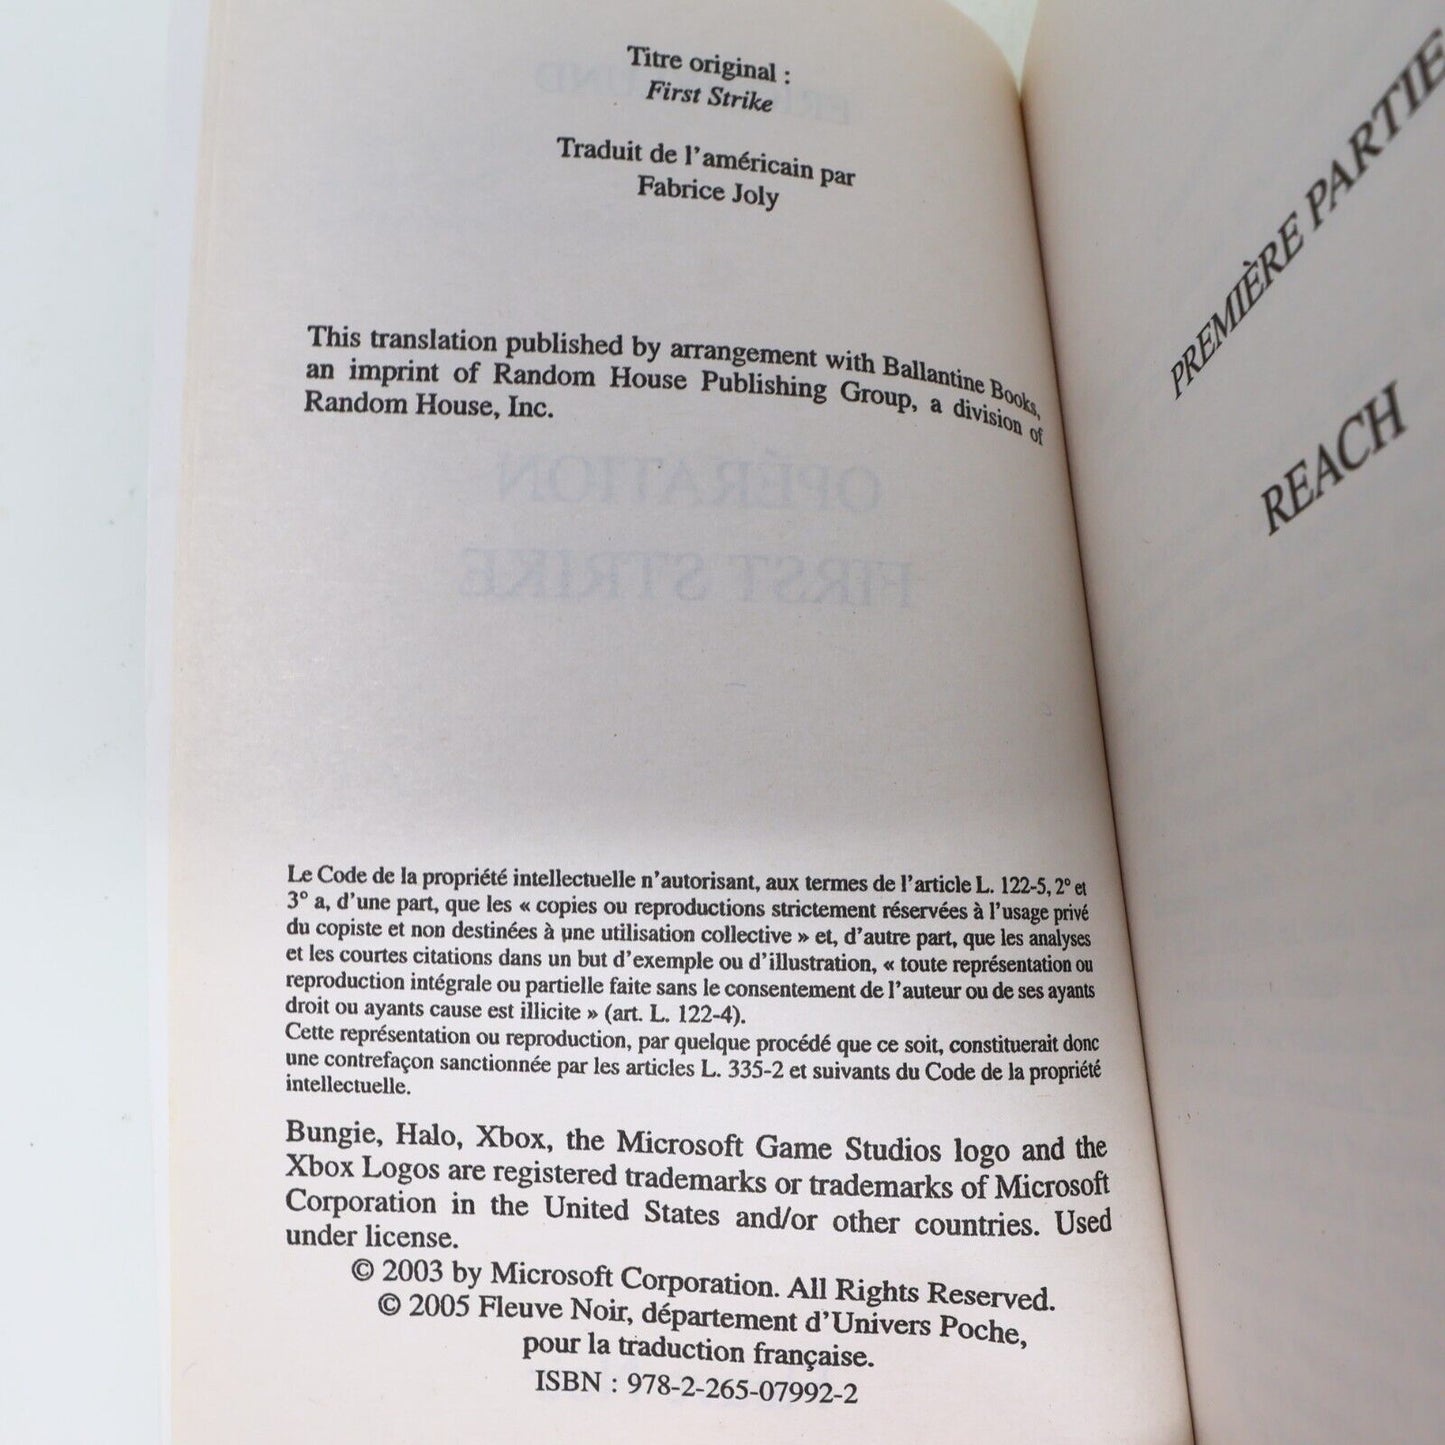 Titre original :
First Strike
Traduit de l'américain par
Fabrice Joly
This translation published by arrangement with Ballantine Books,
an imprint of Random House Publishing Group, a division of
Random House, Inc.
OPÉRATION
FIRST STRIKE
Le Code de la propriété intellectuelle n'autorisant, aux termes de l'article L. 122-5, 2° et
3° a, d'une part, que les « copies ou reproductions strictement réservées à l'usage privé
du copiste et non destinées à une utilisation collective » et, d'autre part, que les analyses
et les courtes citations dans un but d'exemple ou d'illustration, « toute représentation ou
reproduction intégrale ou partielle faite sans le consentement de l'auteur ou de ses ayants
droit ou ayants cause est illicite » (art. L. 122-4).
Cette représentation ou reproduction, par quelque procédé que ce soit, constituerait donc
une contrefaçon sanctionnée par les articles L. 335-2 et suivants du Code de la propriété
intellectuelle.
Bungie, Halo, Xbox, the Microsoft Game Studios logo and the
Xbox Logos are registered trademarks or trademarks of Microsoft
Corporation in the United States and/or other countries. Used
under license.
© 2003 by Microsoft Corporation. All Rights Reserved.
© 2005 Fleuve Noir, département d'Univers Poche,
pour la traduction française.
ISBN : 978-2-265-07992-2
PREMIÈRE PARTIE
REACH